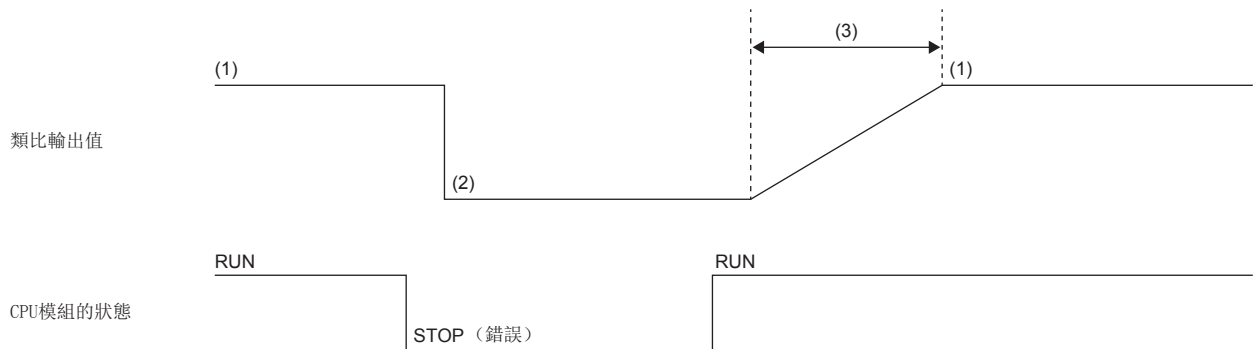 (3)
(1)
(1)
類比輸出值
(2)
RUN
RUN
CPU模組的狀態
STOP（錯誤）